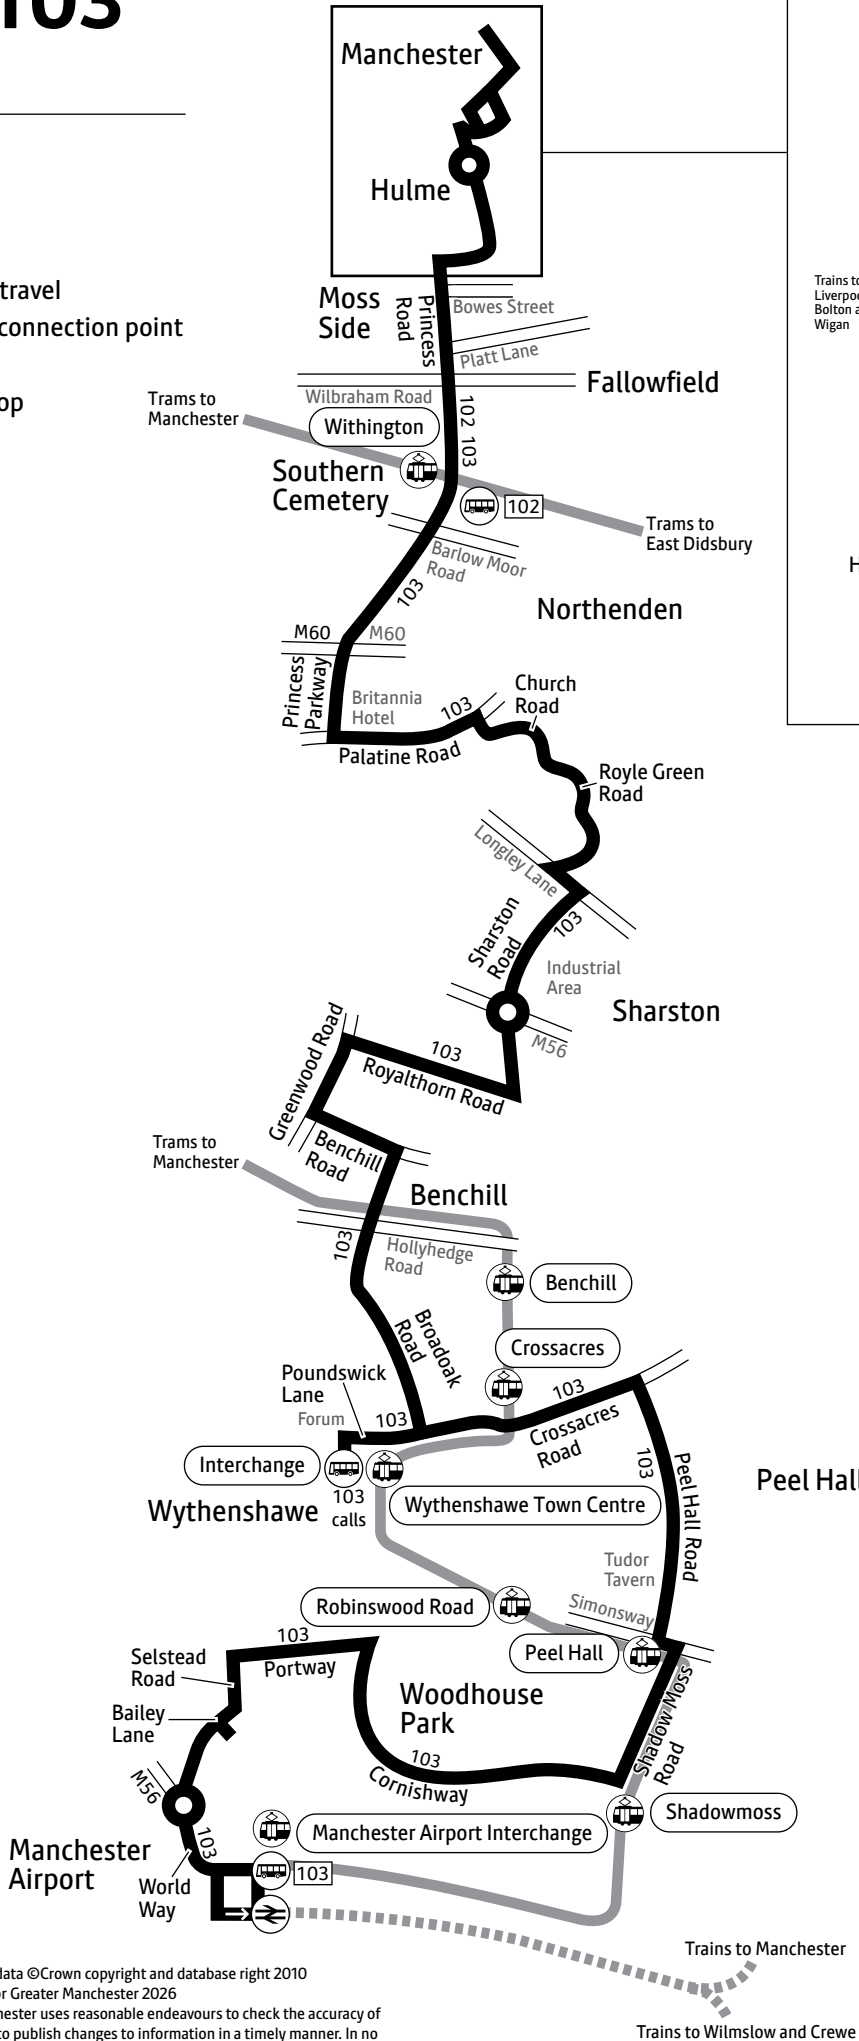 103
Manchester
Hulme
travel
connection point
op
Moss
Side
Princess
Road
Bowes Street
Platt Lane
Trains to
Liverpoo
Bolton a
Wigan
Fallowfield
Wilbraham Road
Trams to
Manchester
Withington
102 103
Southern
Cemetery
102
Trams to
East Didsbury
Barlow Moor
Road
H
103
Northenden
M60
M60
Princess
Parkway
Britannia
Hotel
103
Church
Road
Palatine Road
Royle Green
Road
Longley Lane
103
Sharston
Road
Industrial
Area
Sharston
M56
Greenwood Road
103
Royalthorn Road
Benchill
Road
Trams to
Manchester
Benchill
103
Hollyhedge
Road
Benchill
Broadoak
Road
Crossacres
Poundswick
Lane
Forum
103
103
Crossacres
Road
Interchange
103
calls
Wythenshawe
Wythenshawe Town Centre
103
Peel Hall Road
Peel Hall
Tudor
Tavern
Simonsway
Robinswood Road
Peel Hall
103
Portway
Selstead
Road
Bailey
Lane
Woodhouse
Park
103
Cornishway
Shadow Moss
Road
M56
Shadowmoss
Manchester Airport Interchange
103
103
Manchester
Airport
World
Way
Trains to Manchester
Trains to Wilmslow and Crewe
data ©Crown copyright and database right 2010
or Greater Manchester 2026
hester uses reasonable endeavours to check the accuracy of
to publish changes to information in a timely manner. In no